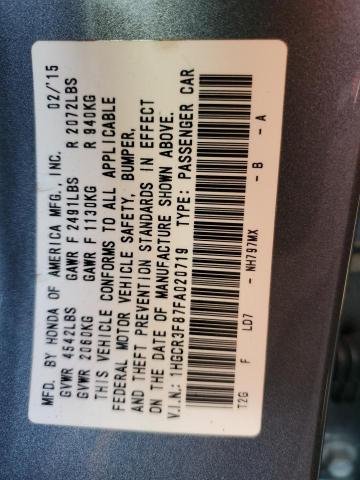 MFD. BY HONDA OF AMERICA MFG., INC. 02/'15
GVWR 4542LBS GAWR F 2491LBS R 2072LBS
GVWR 2060KG GAWR F 1130KG R 940KG
THIS VEHICLE CONFORMS TO ALL APPLICABLE
FEDERAL MOTOR VEHICLE SAFETY, BUMPER,
AND THEFT PREVENTION STANDARDS IN EFFECT
ON THE DATE OF MANUFACTURE SHOWN ABOVE.
V.I.N.: 1HGCR3F87FA020719 TYPE: PASSENGER CAR
T2G F LD7 - NH797MX - B - A